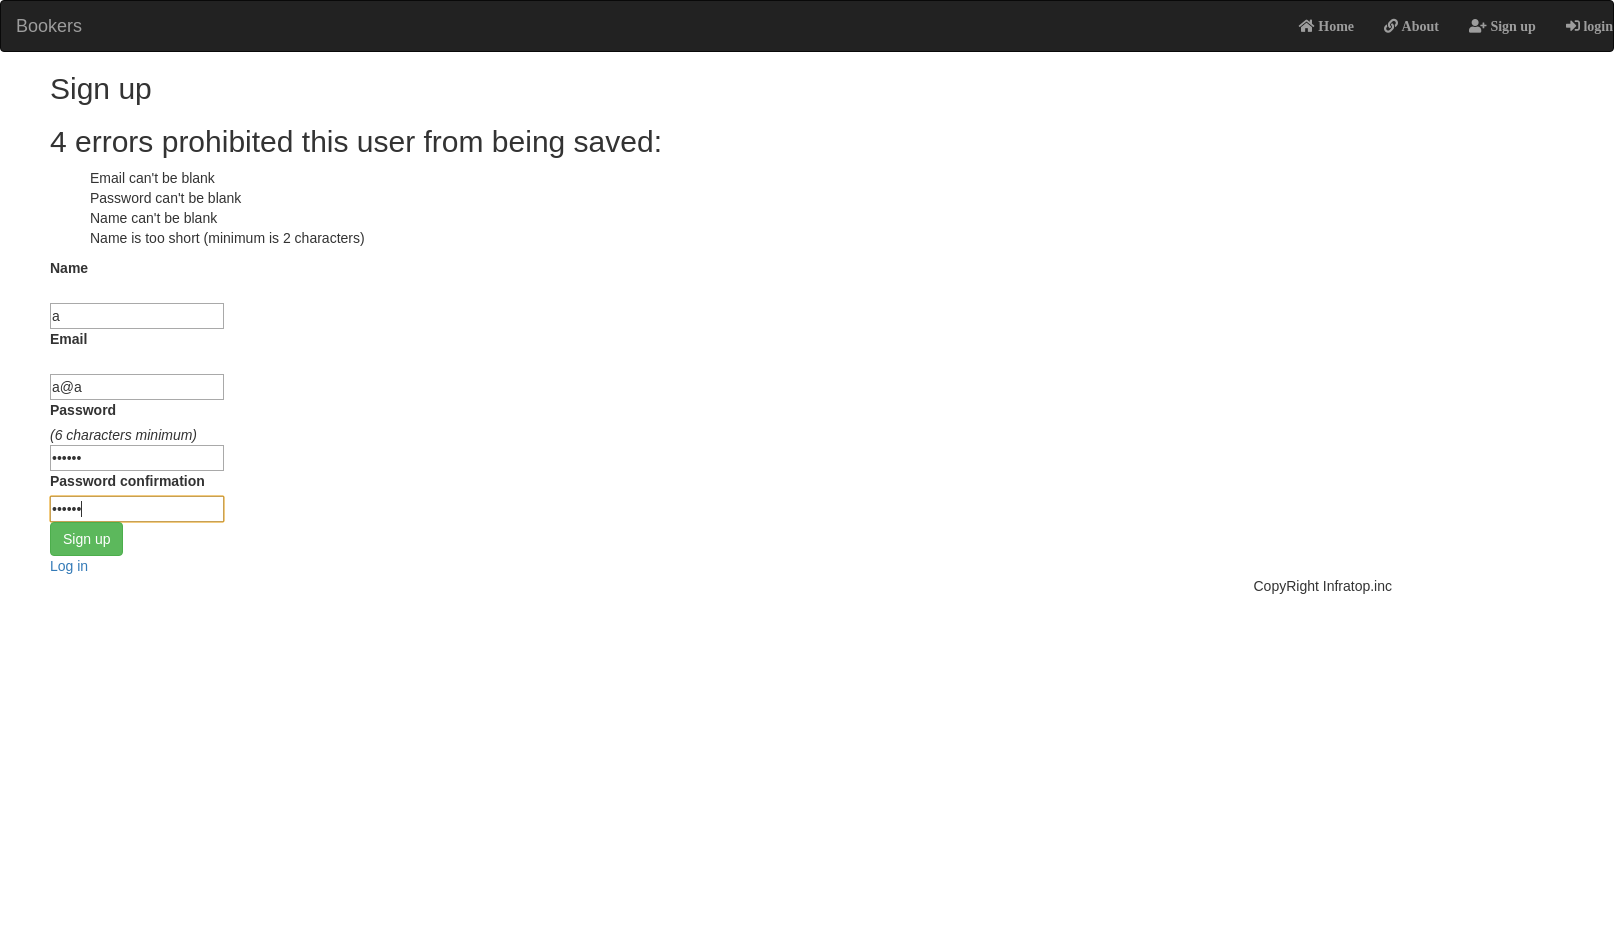 Bookers
Home About Sign up login
Sign up
4 errors prohibited this user from being saved:
Email can't be blank
Password can't be blank
Name can't be blank
Name is too short (minimum is 2 characters)
Name
a
Email
a@a
Password
(6 characters minimum)
••••••
Password confirmation
••••••
Sign up
Log in
CopyRight Infratop.inc